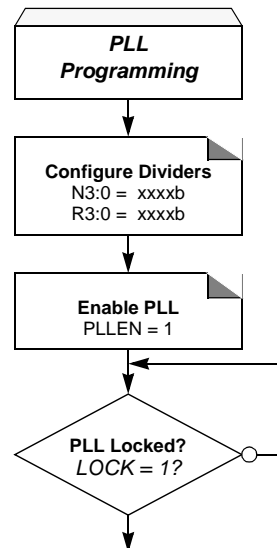 PLL
Programming
Configure Dividers
N3:0 = xxxxb
R3:0 = xxxxb
Enable PLL
PLLEN = 1
PLL Locked?
LOCK = 1?